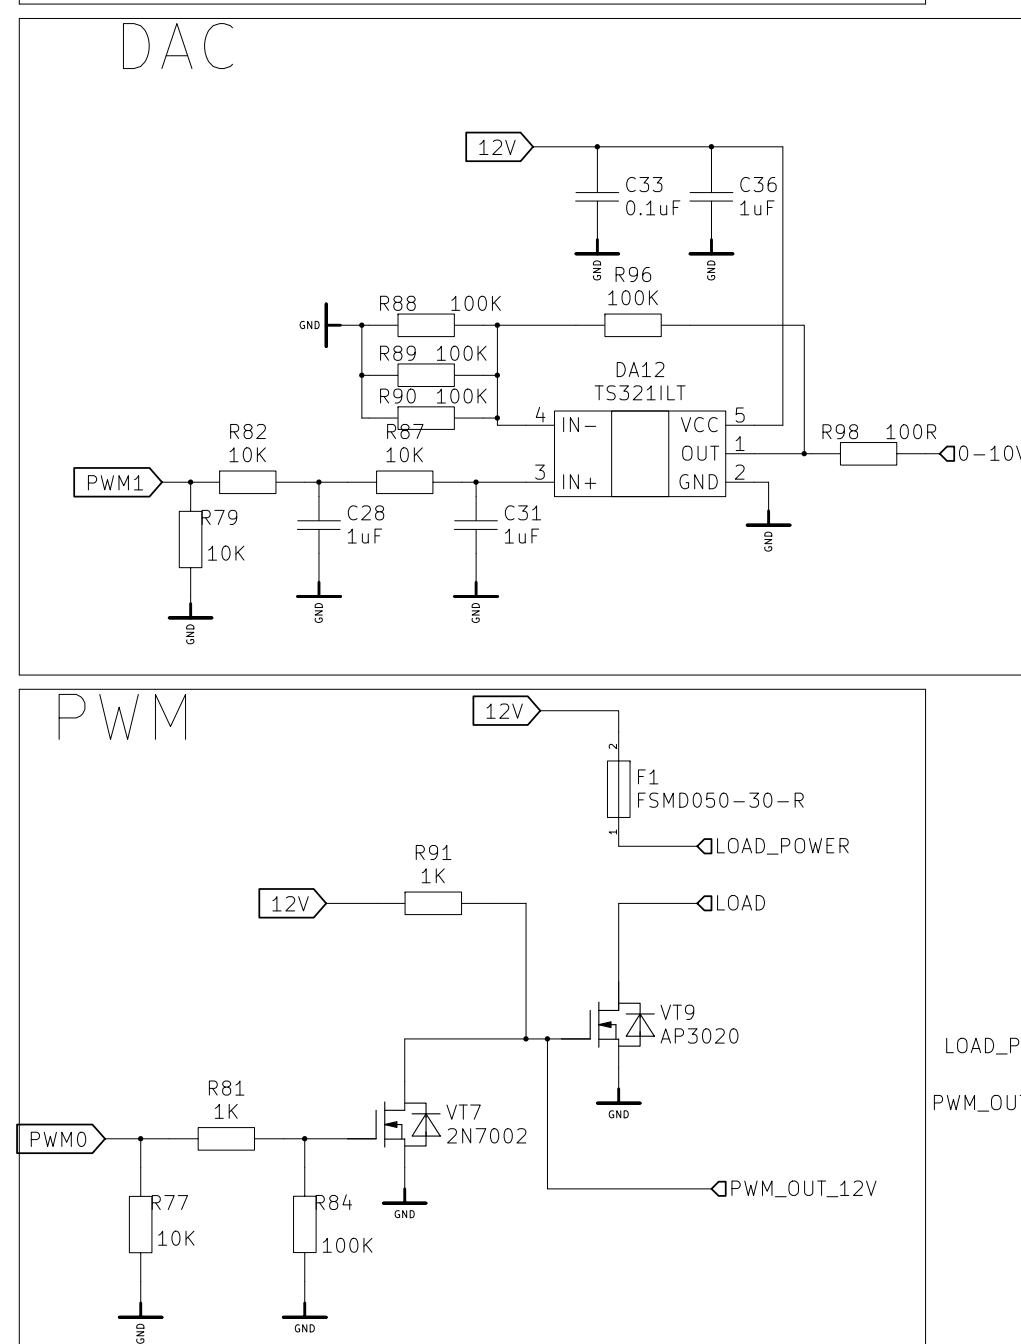 DAC
12V
C33
0.1uF
C36
1uF
GND
GND
R96
100K
R88 100K
GND
R89 100K
R90 100K
DA12
TS321ILT
4 IN- VCC 5
OUT 1
3 IN+ GND 2
R82
10K
R87
10K
R98 100R
0-10V
PWM1
R79
10K
C28
1uF
C31
1uF
GND
GND
GND
GND
PWM
12V
2
F1
FSMD050-30-R
1
LOAD_POWER
R91
1K
12V
LOAD
VT9
AP3020
GND
LOAD_P
PWM_OUT
R81
1K
PWM0
VT7
2N7002
GND
PWM_OUT_12V
R77
10K
R84
100K
GND
GND